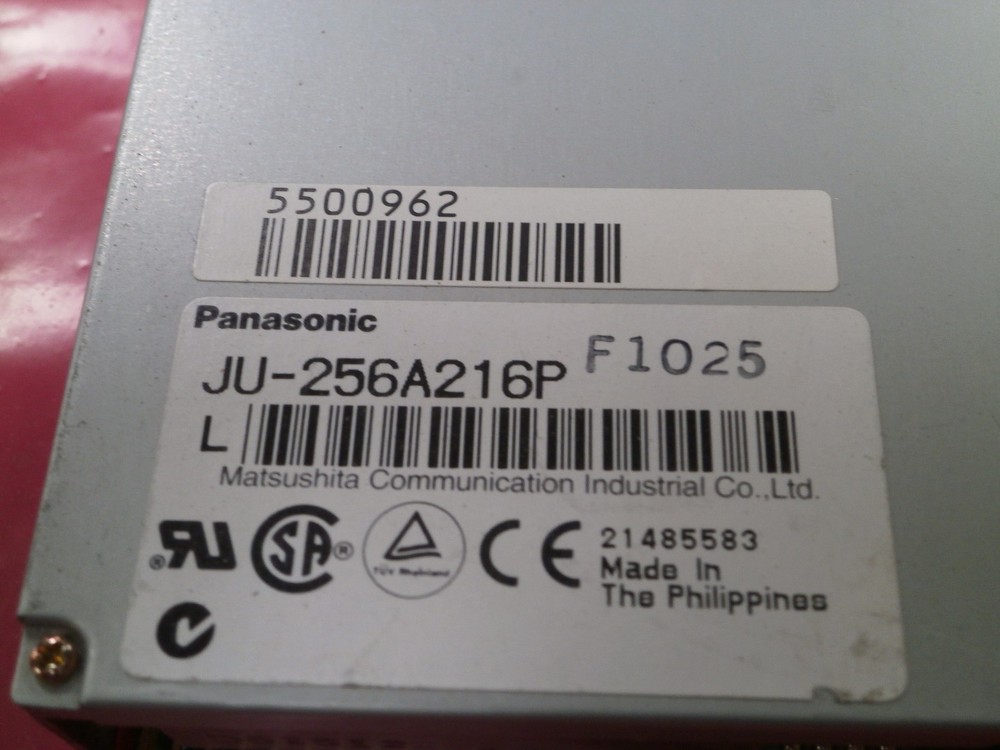 5500962
Panasonic
JU-256A216P F1025
L
Matsushita Communication Industrial Co.,Ltd.
21485583
Made In
The Philippines